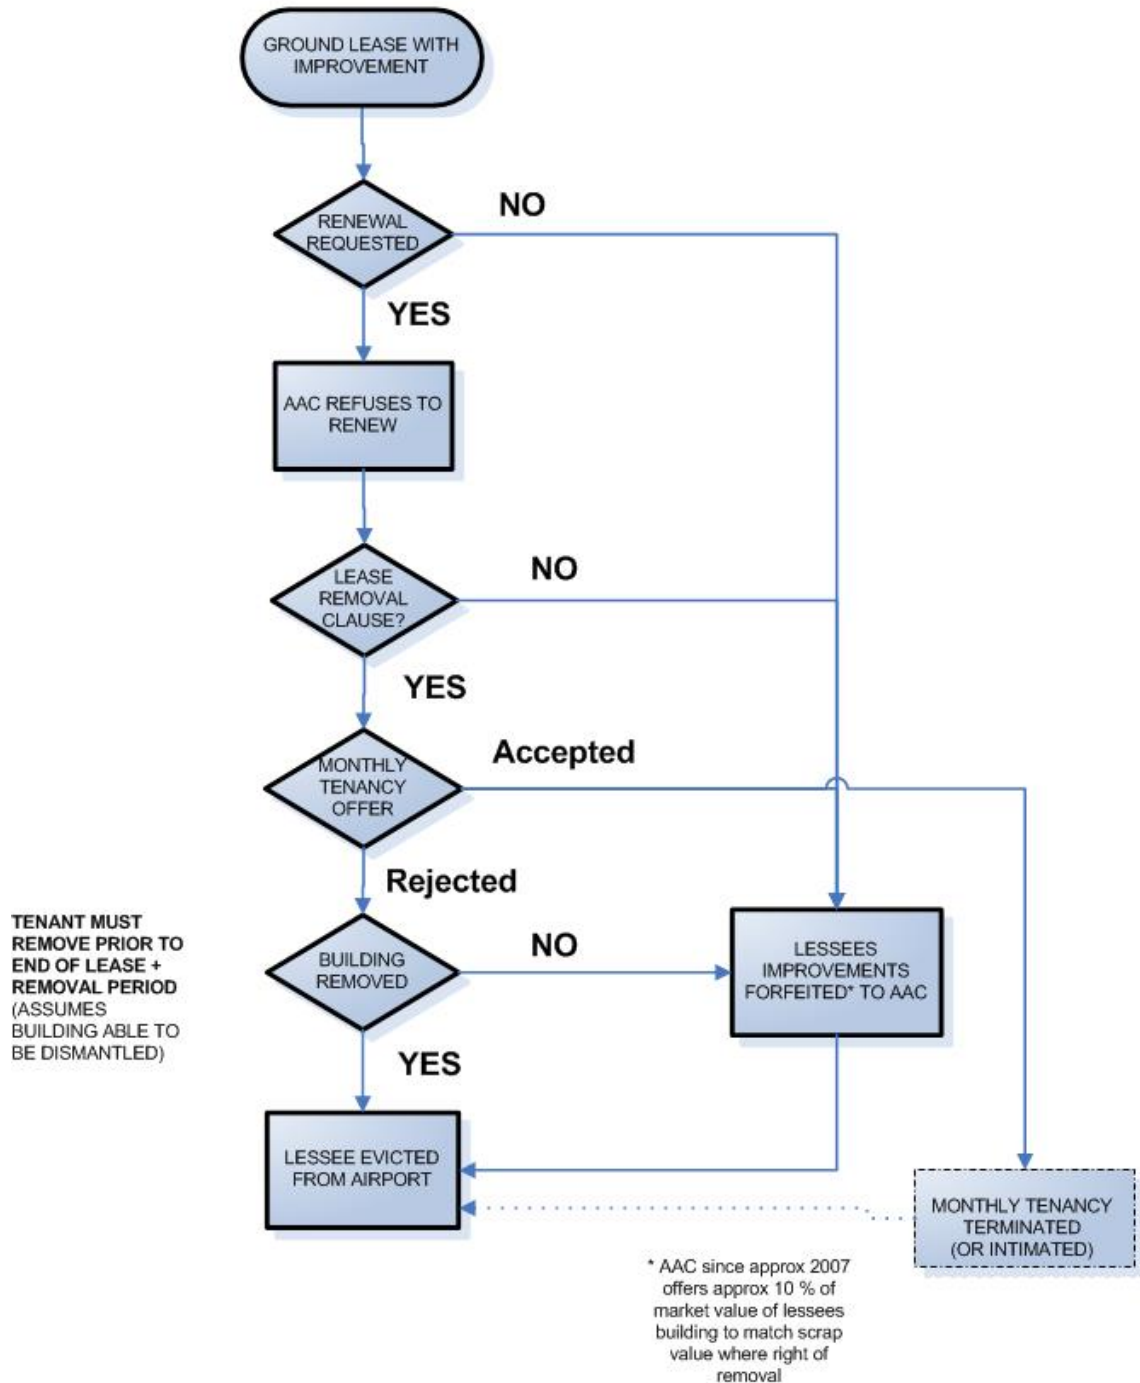 GROUND LEASE WITH
IMPROVEMENT
RENEWAL
REQUESTED
NO
YES
AAC REFUSES TO
RENEW
LEASE
REMOVAL
CLAUSE?
NO
YES
MONTHLY
TENANCY
OFFER
Accepted
Rejected
TENANT MUST
REMOVE PRIOR TO
END OF LEASE +
REMOVAL PERIOD
(ASSUMES
BUILDING ABLE TO
BE DISMANTLED)
BUILDING
REMOVED
NO
YES
LESSEES
IMPROVEMENTS
FORFEITED* TO AAC
LESSEE EVICTED
FROM AIRPORT
MONTHLY TENANCY
TERMINATED
(OR INTIMATED)
* AAC since approx 2007
offers approx 10 % of
market value of lessees
building to match scrap
value where right of
removal